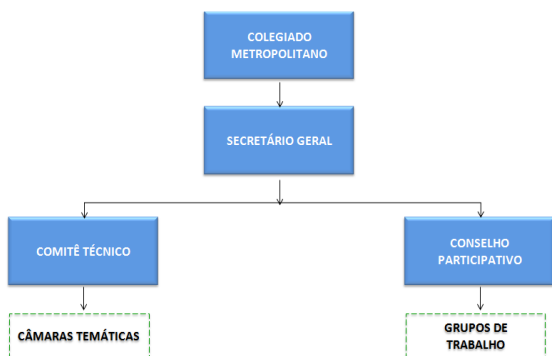 COLEGIADO
METROPOLITANO
SECRETÁRIO GERAL
COMITÊ TÉCNICO
CONSELHO
PARTICIPATIVO
CÂMARAS TEMÁTICAS
GRUPOS DE
TRABALHO